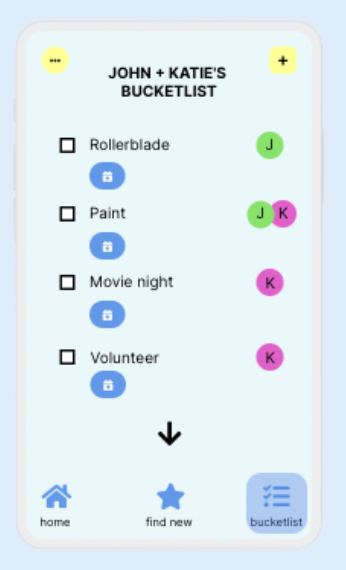 JOHN + KATIE'S
BUCKETLIST
Rollerblade J
Paint J K
Movie night K
Volunteer K
home find new bucketlist